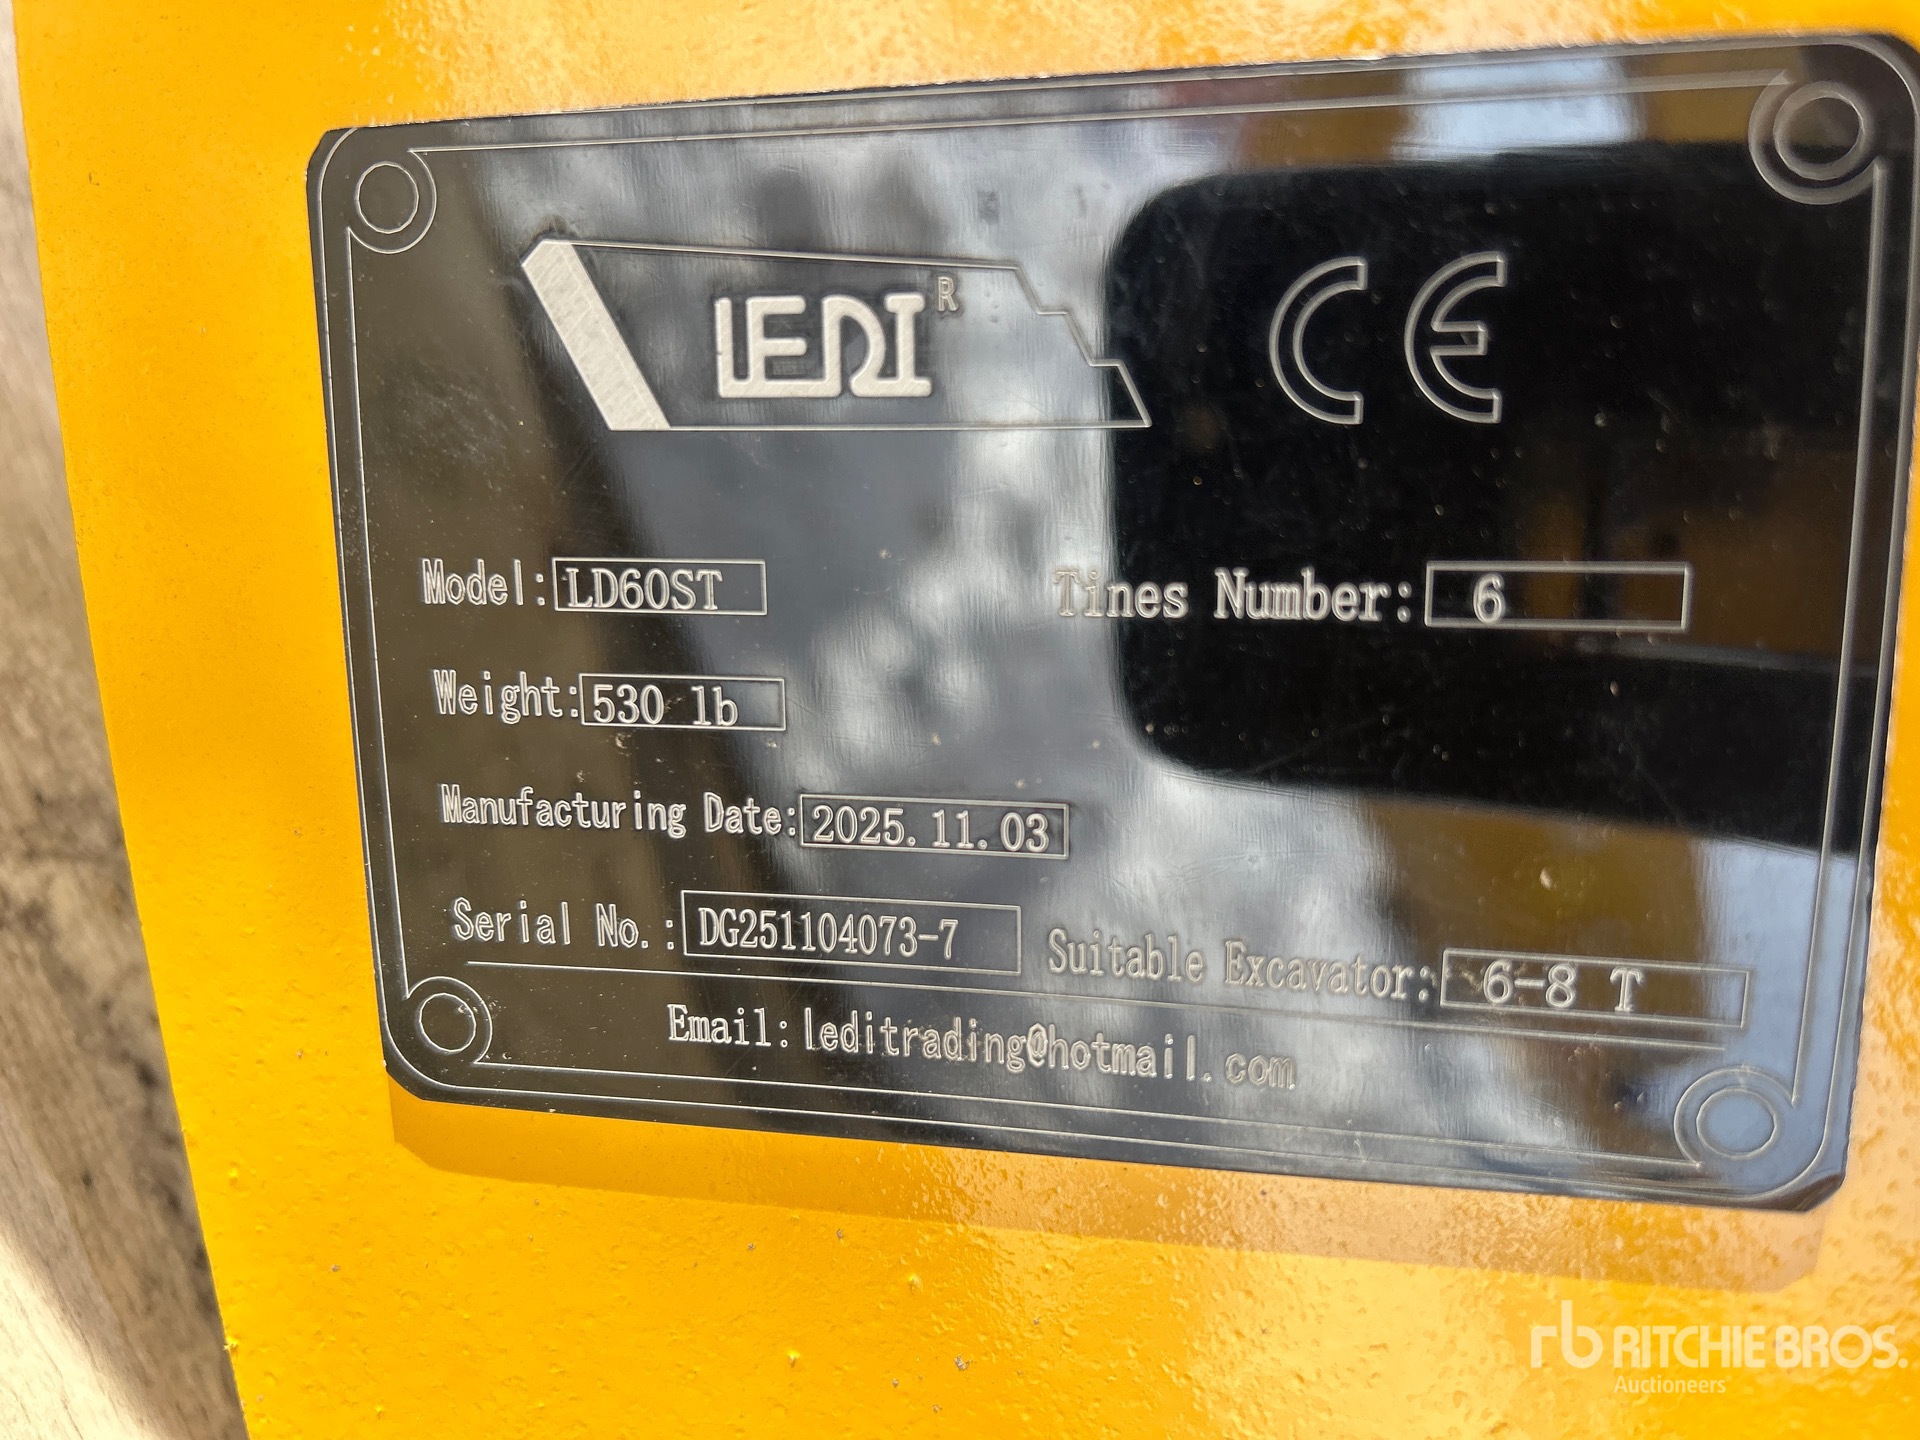 LEDI R CE
Model: LD60ST Tines Number: 6
Weight: 530 lb
Manufacturing Date: 2025.11.03
Serial No.: DG251104073-7 Suitable Excavator: 6-8 T
Email: leditrading@hotmail.com
rb RITCHIE BROS.
Auctioneers